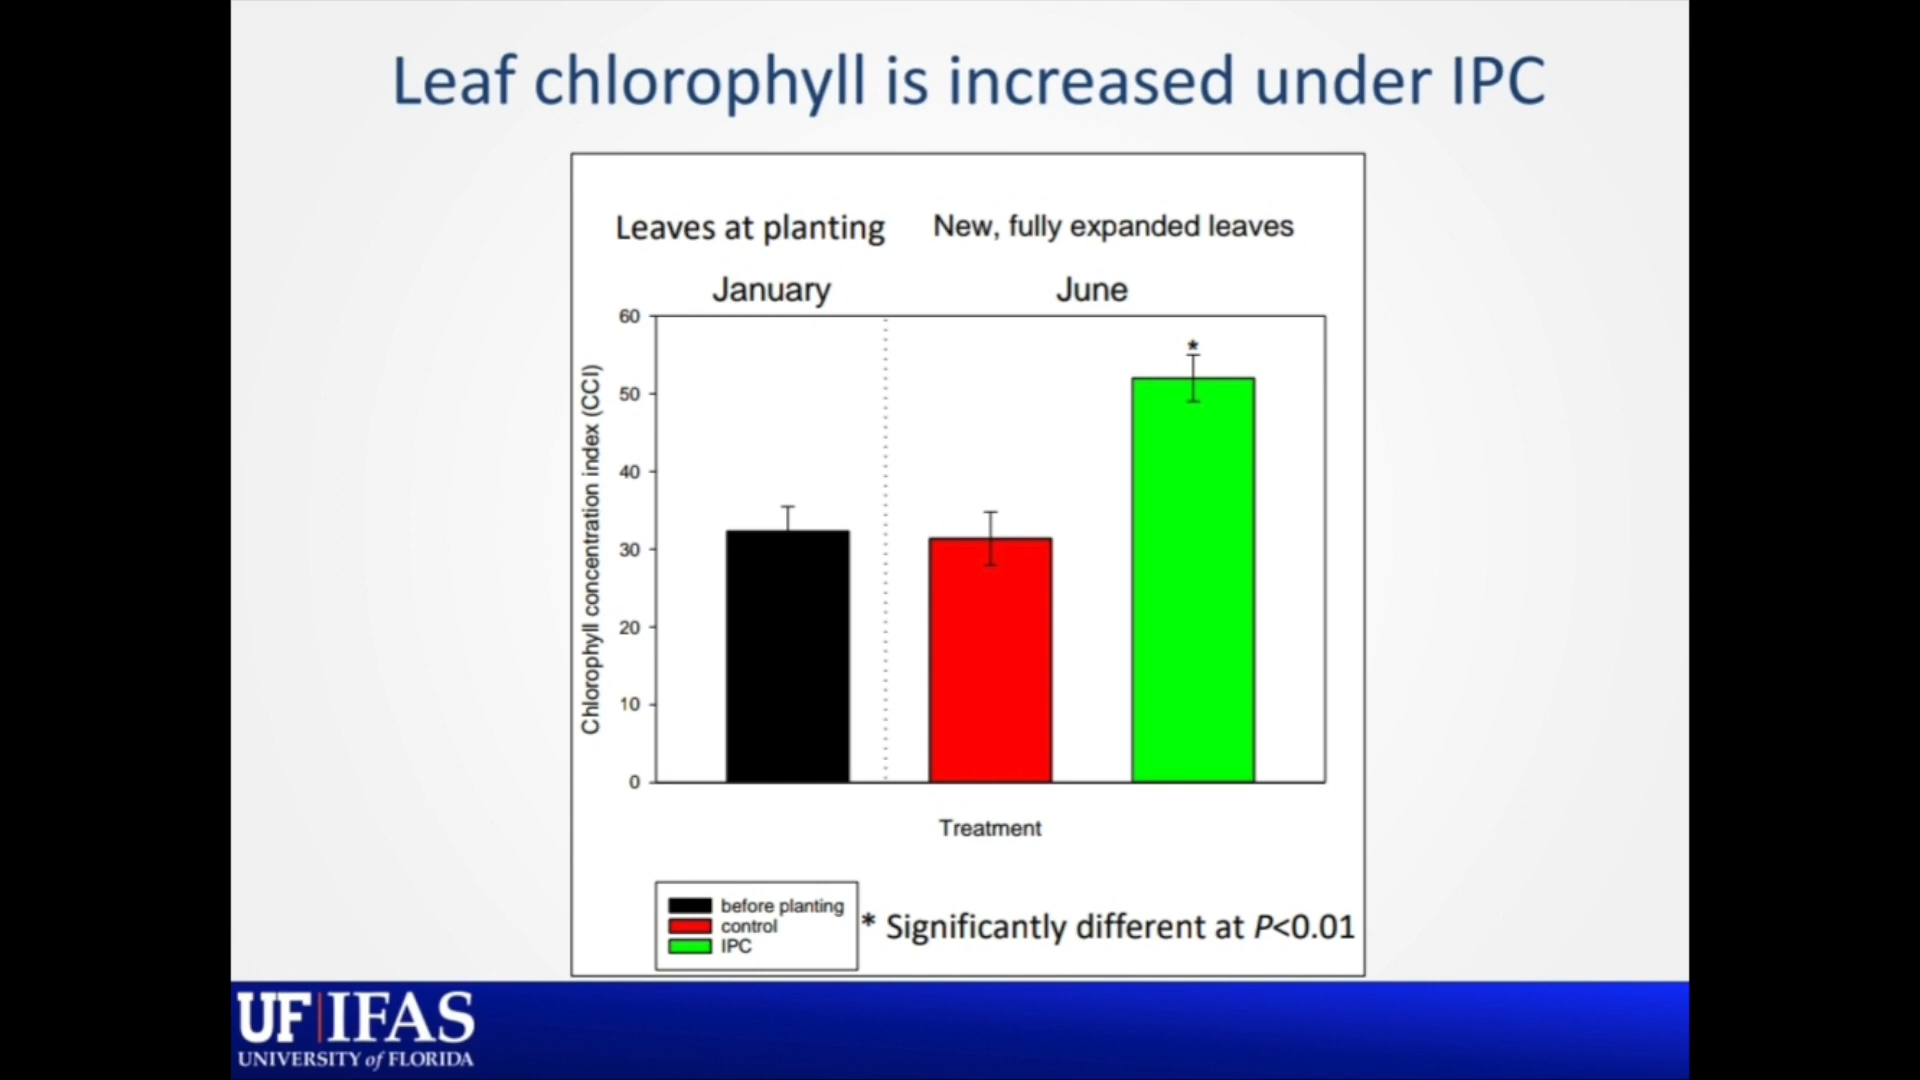 Leaf chlorophyll is increased under IPC
Leaves at planting
New, fully expanded leaves
January
June
Chlorophyll concentration index (CCI)
60
50
40
30
20
10
0
*
Treatment
before planting
control
IPC
* Significantly different at P<0.01
UF|IFAS
UNIVERSITY of FLORIDA